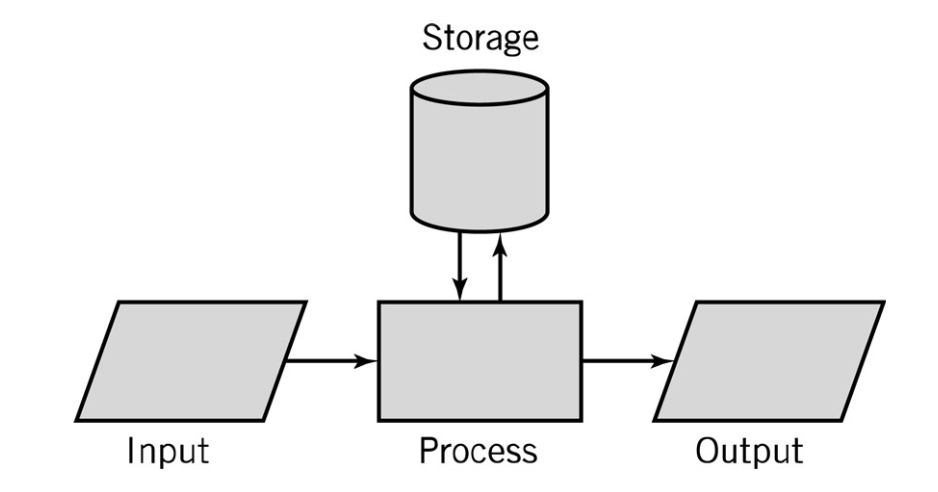 Storage
Input
Process
Output